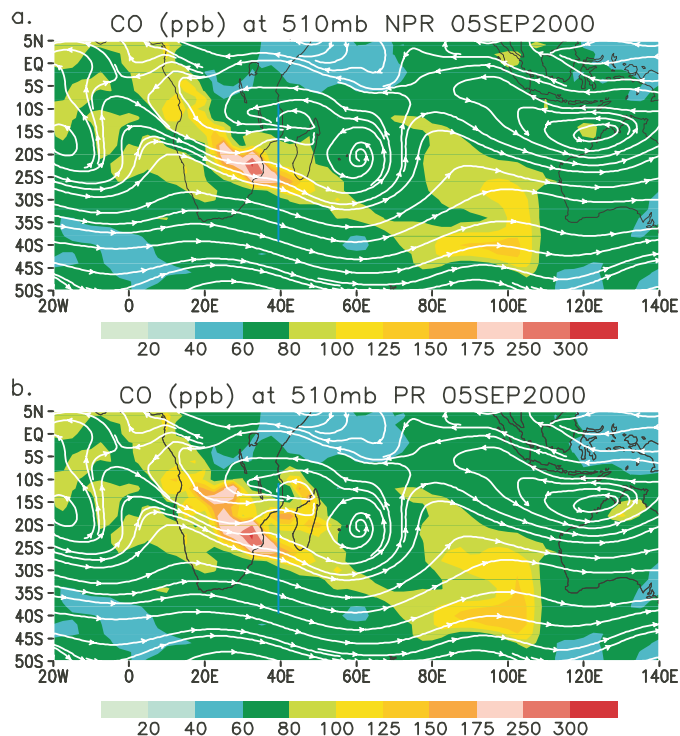 a.
CO (ppb) at 510mb NPR 05SEP2000
5N
EQ
5S
10S
15S
20S
25S
30S
35S
40S
45S
50S
20W 0 20E 40E 60E 80E 100E 120E 140E
20 40 60 80 100 125 150 175 250 300
b.
CO (ppb) at 510mb PR 05SEP2000
5N
EQ
5S
10S
15S
20S
25S
30S
35S
40S
45S
50S
20W 0 20E 40E 60E 80E 100E 120E 140E
20 40 60 80 100 125 150 175 250 300